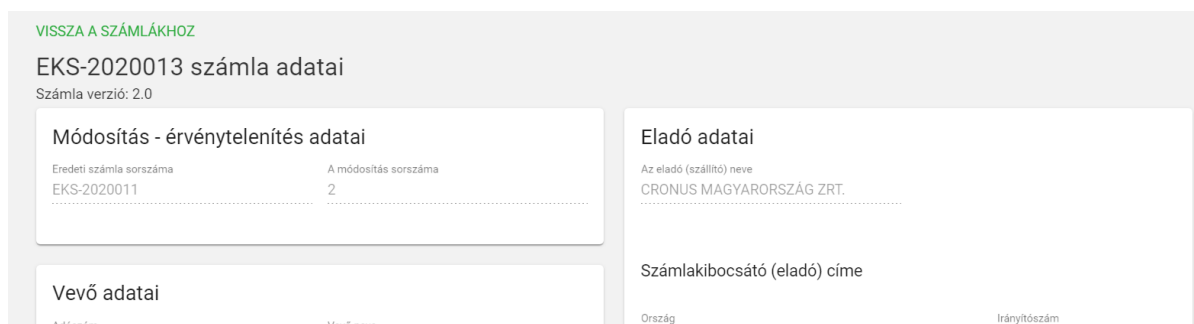 VISSZA A SZÁMLÁKHOZ
EKS-2020013 számla adatai
Számla verzió: 2.0
Módosítás - érvénytelenítés adatai
Eredeti számla sorszáma
A módosítás sorszáma
EKS-2020011
2
Vevő adatai
Eladó adatai
Az eladó (szállító) neve
CRONUS MAGYARORSZÁG ZRT.
Számlakibocsátó (eladó) címe
Ország
Irányítószám